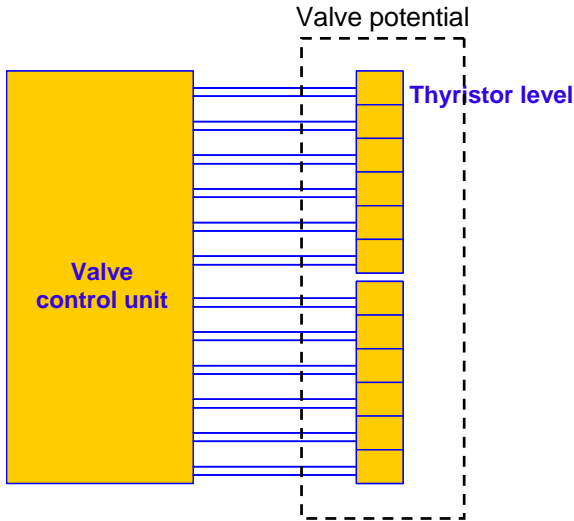 Valve potential
Thyristor level
Valve
control unit